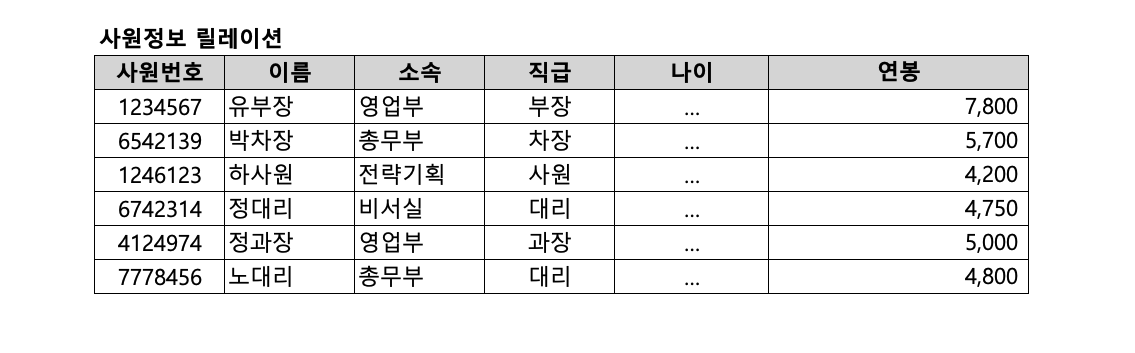 사원정보 릴레이션
사원번호 이름 소속 직급 나이 연봉
1234567 유부장 영업부 부장 ... 7,800
6542139 박차장 총무부 차장 ... 5,700
1246123 하사원 전략기획 사원 ... 4,200
6742314 정대리 비서실 대리 ... 4,750
4124974 정과장 영업부 과장 ... 5,000
7778456 노대리 총무부 대리 ... 4,800